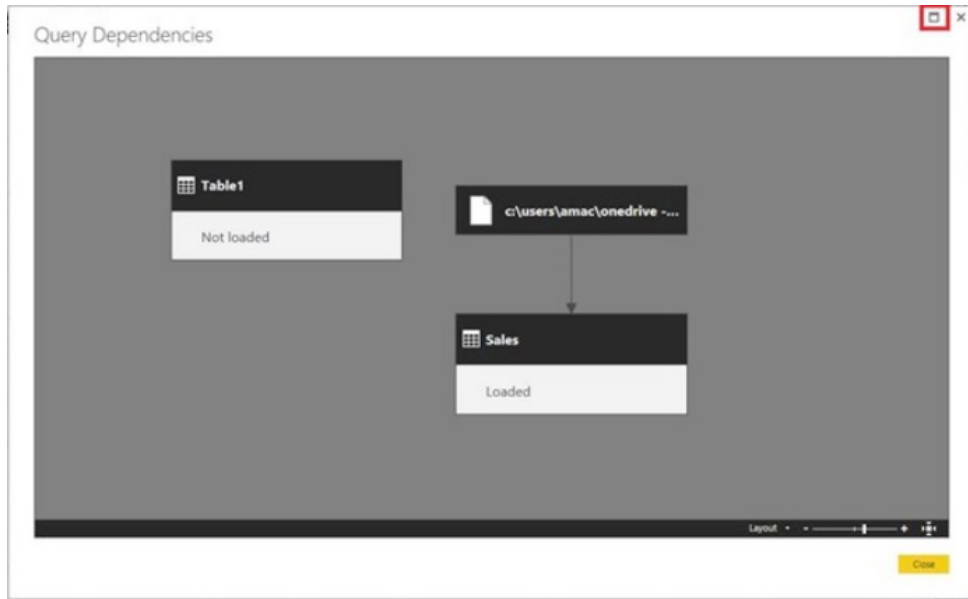 Query Dependencies
Table1
Not loaded
c:\users\amac\onedrive -...
Sales
Loaded
Layout
Close